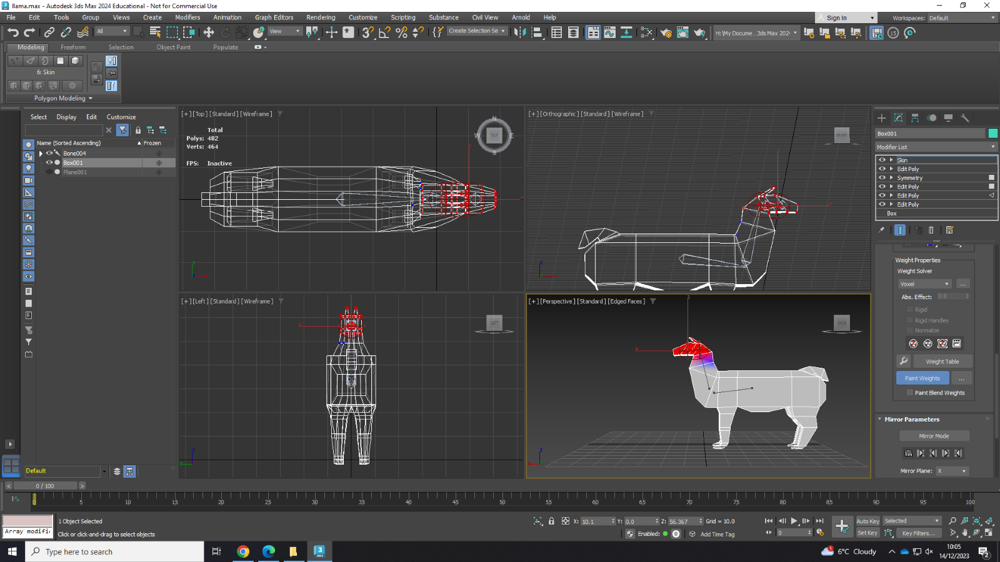 llama.max - Autodesk 3ds Max 2024 Educational - Not for Commercial Use
File Edit Tools Group Views Create Modifiers Animation Graph Editors Rendering Customize Scripting Substance Civil View Arnold Help
Sign In Workspaces: Default
All View Create Selection Se H:\My Docume...3ds Max 202 15
Modeling Freeform Selection Object Paint Populate
6: Skin
Polygon Modeling
Select Display Edit Customize
Name (Sorted Ascending) Frozen
Bone004
Box001
Plane001
Default
[+] [Top] [Standard] [Wireframe]
Total
Polys: 482
Verts: 464
FPS: Inactive
N
W TOP E
S
[+] [Orthographic] [Standard] [Wireframe]
FRONT
[+] [Left] [Standard] [Wireframe]
LEFT
[+] [Perspective] [Standard] [Edged Faces]
BACK
Box001
Modifier List
Skin
Edit Poly
Symmetry
Edit Poly
Edit Poly
Edit Poly
Box
Weight Properties
Weight Solver
Voxel ...
Abs. Effect: 0.0
Rigid
Rigid Handles
Normalize
Weight Table
Paint Weights ...
Paint Blend Weights
Mirror Parameters
Mirror Mode
Mirror Plane: X
< 0 / 100 >
0 5 10 15 20 25 30 35 40 45 50 55 60 65 70 75 80 85 90 95 100
1 Object Selected
Array modifi
Click or click-and-drag to select objects
X: 10.1 Y: 0.0 Z: 56.367 Grid = 10.0
Enabled: 0 Add Time Tag
0
Auto Key Selected
Set Key Key Filters...
Type here to search
3 MAX
1 6°C Cloudy
10:05
14/12/2023
2